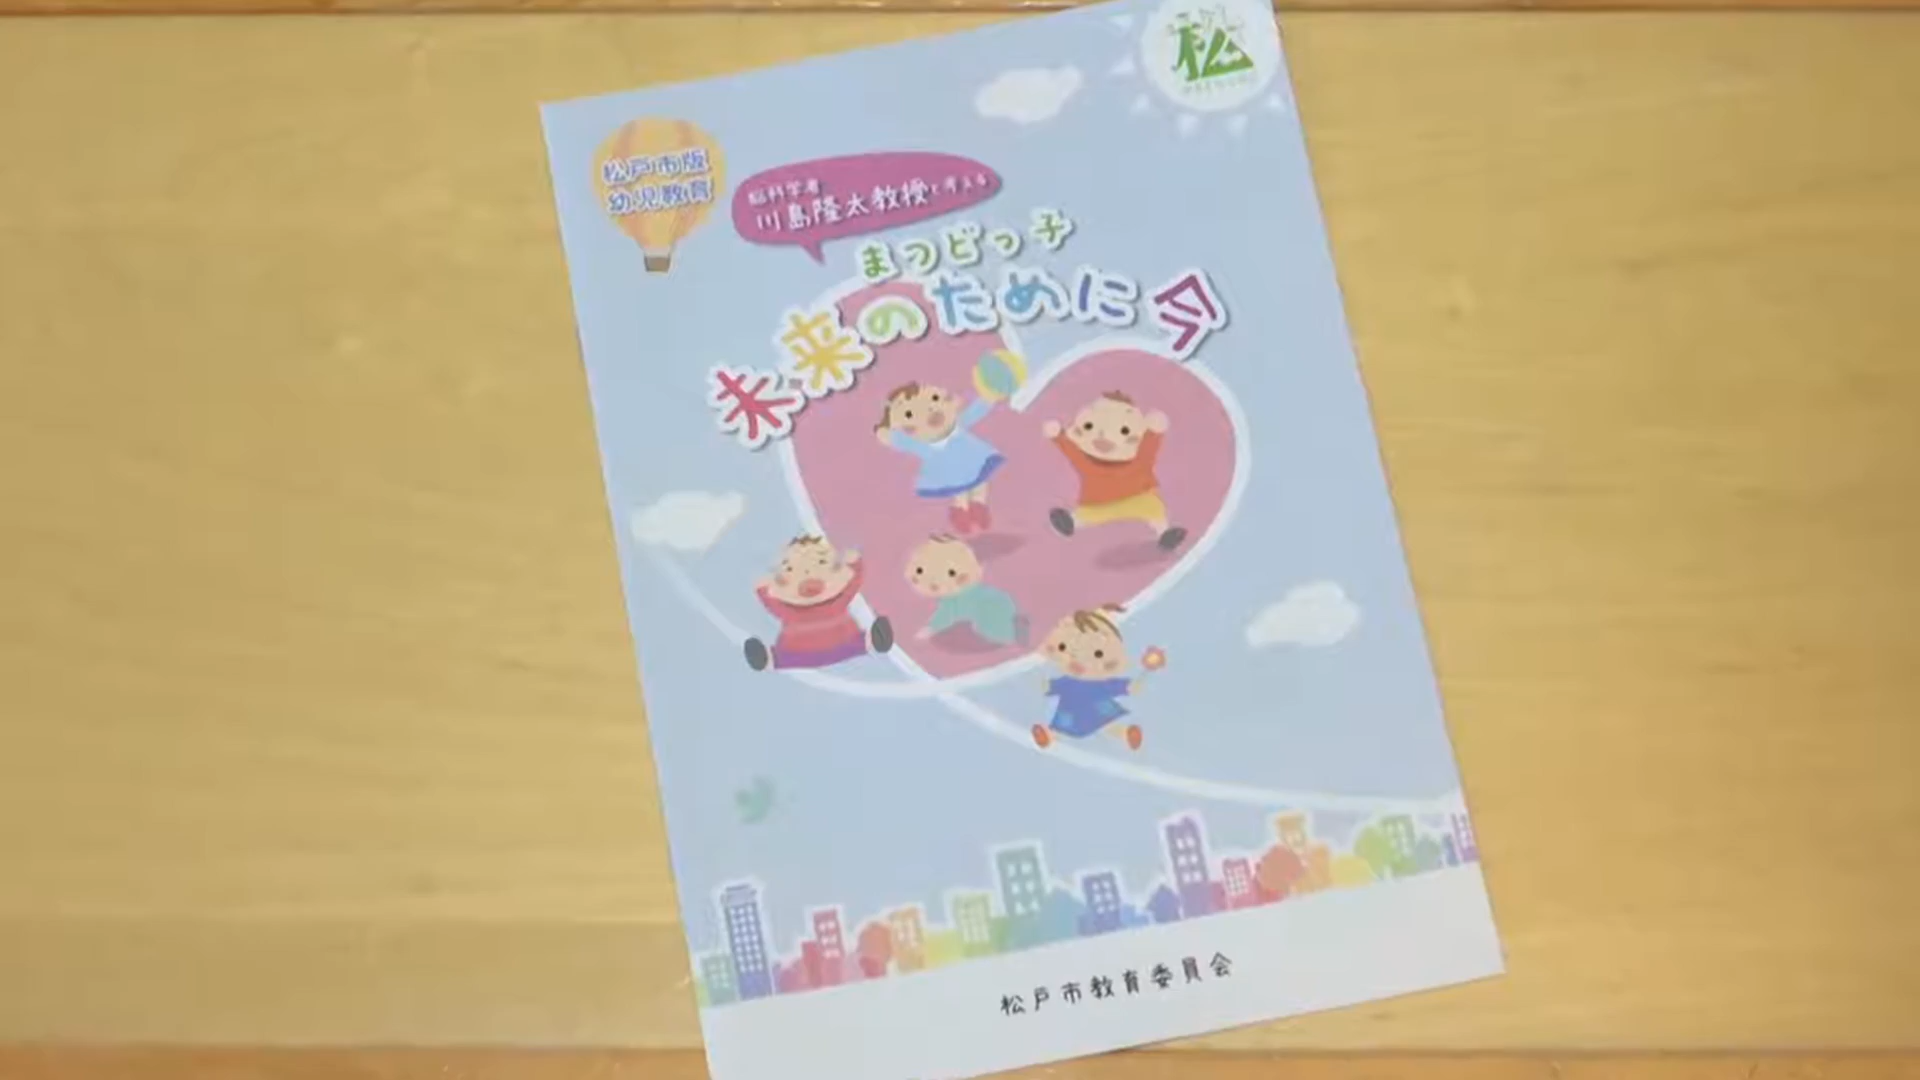 松戸市版
幼児教育
脳科学者
川島隆太教授と考える
まつどっ子
未来のために今
松
松戸市教育委員会